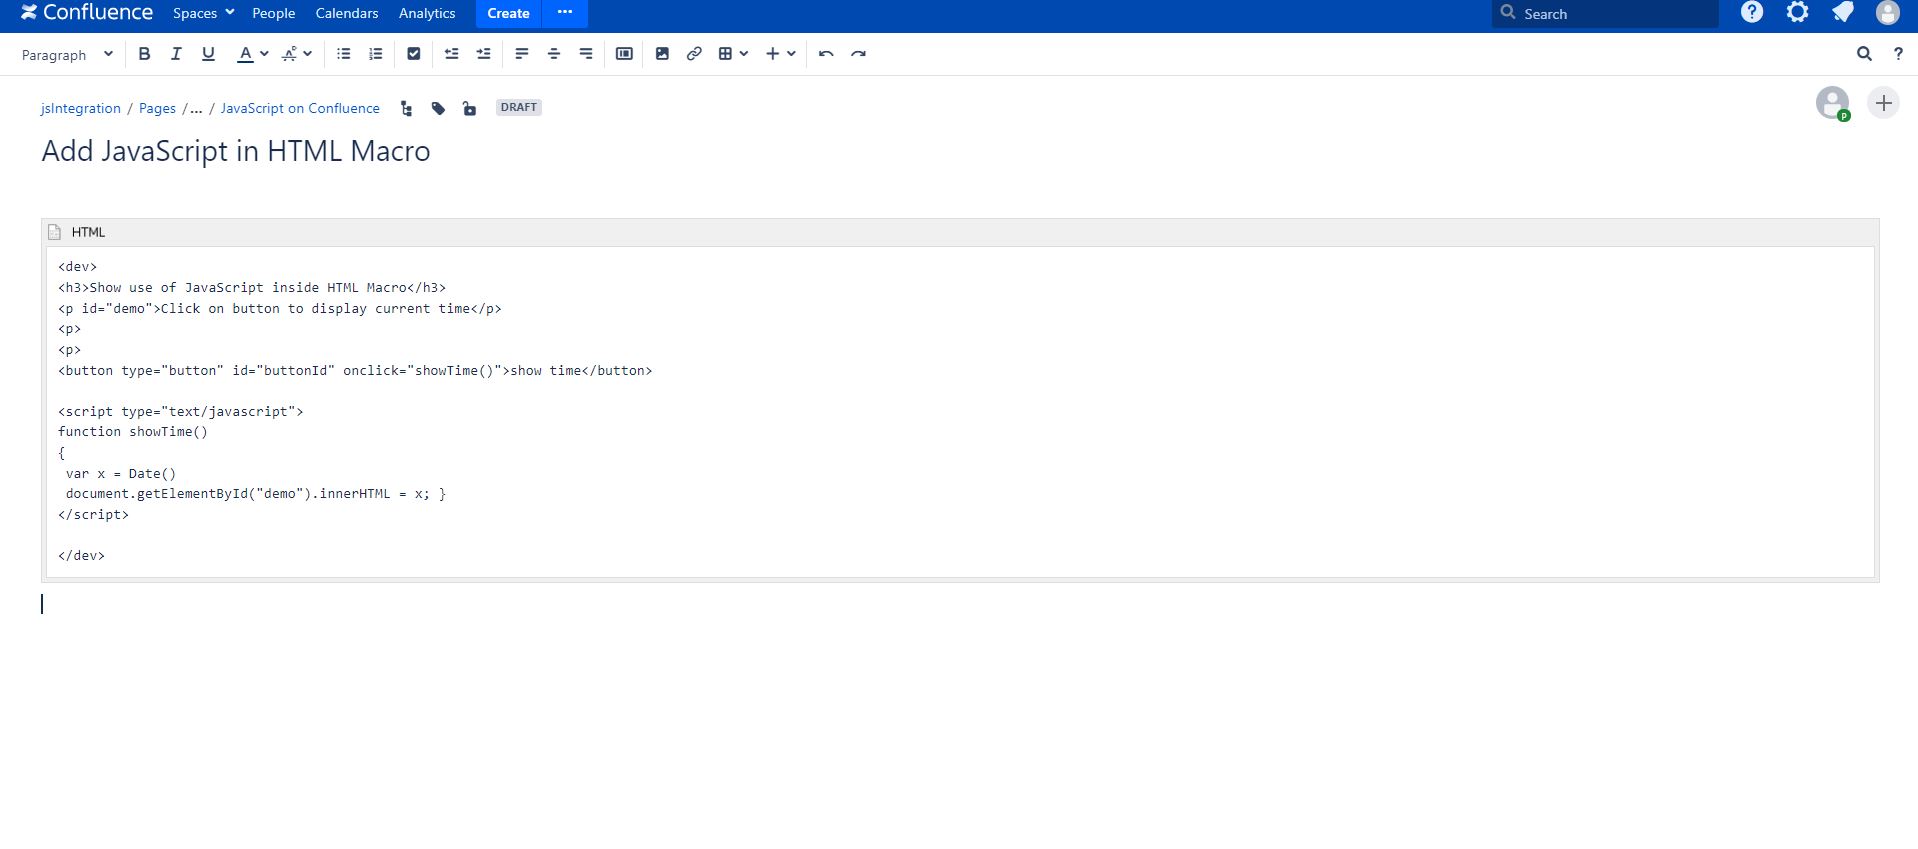 Confluence Spaces People Calendars Analytics Create ··· Search ?
Paragraph B I U A ?
jsIntegration / Pages /... / JavaScript on Confluence DRAFT
P
Add JavaScript in HTML Macro
HTML
<dev>
<h3>Show use of JavaScript inside HTML Macro</h3>
<p id="demo">Click on button to display current time</p>
<p>
<p>
<button type="button" id="buttonId" onclick="showTime()">show time</button>
<script type="text/javascript">
function showTime()
{
var x = Date()
document.getElementById("demo").innerHTML = x; }
</script>
</dev>